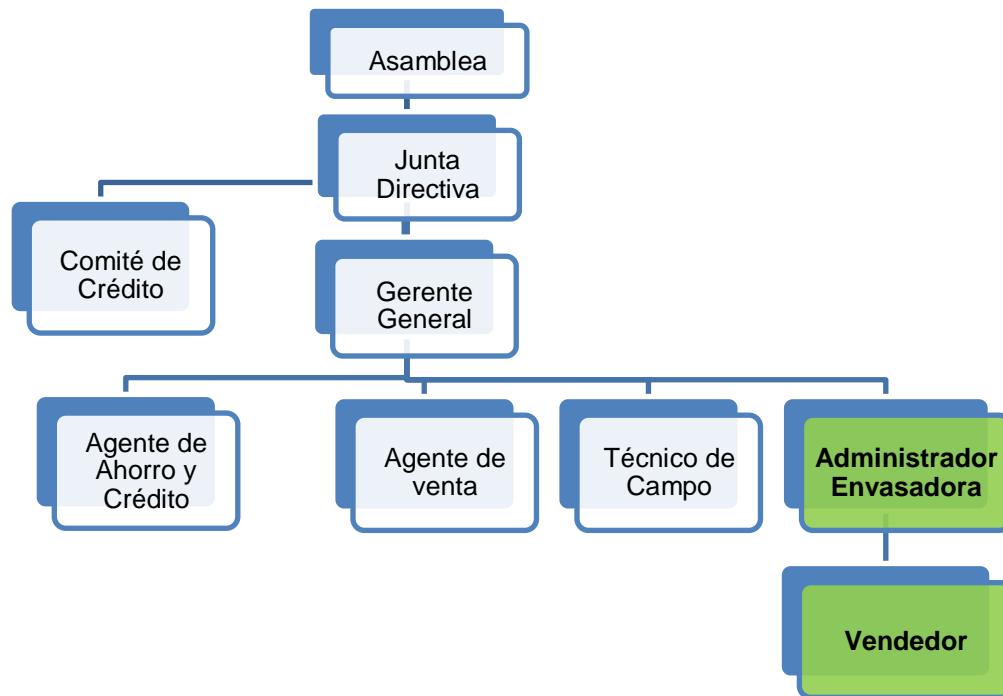 Asamblea
Junta
Directiva
Comité de
Crédito
Gerente
General
Agente de
Ahorro y
Crédito
Agente de
venta
Técnico de
Campo
Administrador
Envasadora
Vendedor